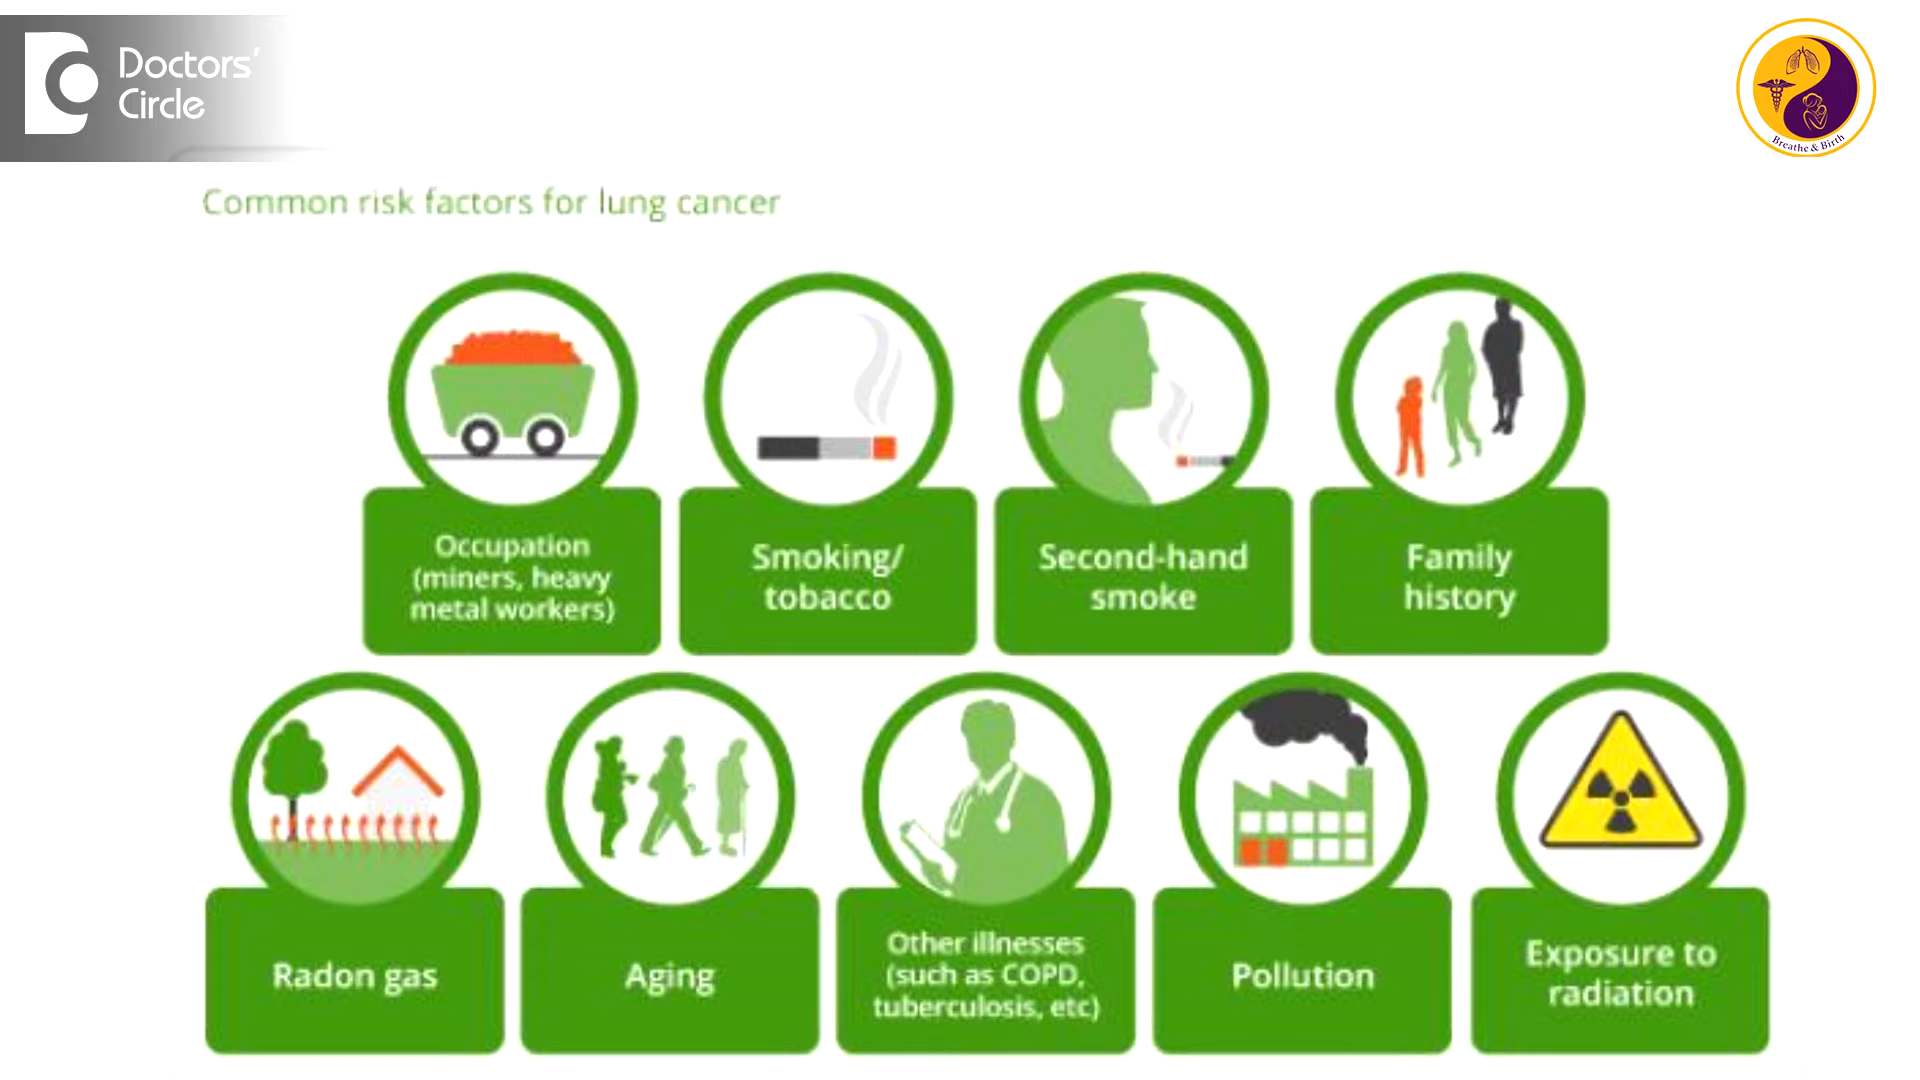 Doctors'
Circle
Breathe & Birth
Common risk factors for lung cancer
Occupation
(miners, heavy
metal workers)
Smoking/
tobacco
Second-hand
smoke
Family
history
Radon gas
Aging
Other illnesses
(such as COPD,
tuberculosis, etc)
Pollution
Exposure to
radiation